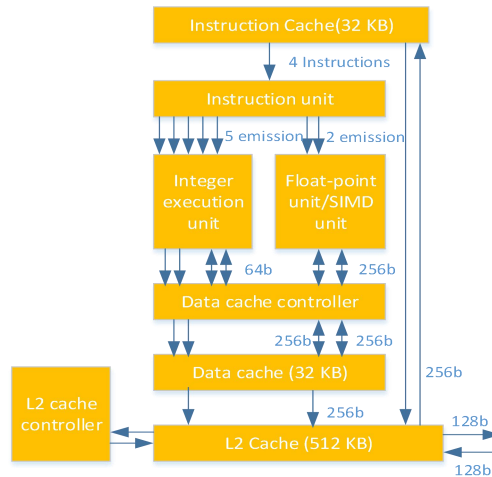 Instruction Cache(32 KB)
4 Instructions
Instruction unit
5 emission
2 emission
Integer
execution
unit
Float-point
unit/SIMD
unit
64b
256b
Data cache controller
256b
256b
Data cache (32 KB)
256b
L2 cache
controller
256b
L2 Cache (512 KB)
128b
128b